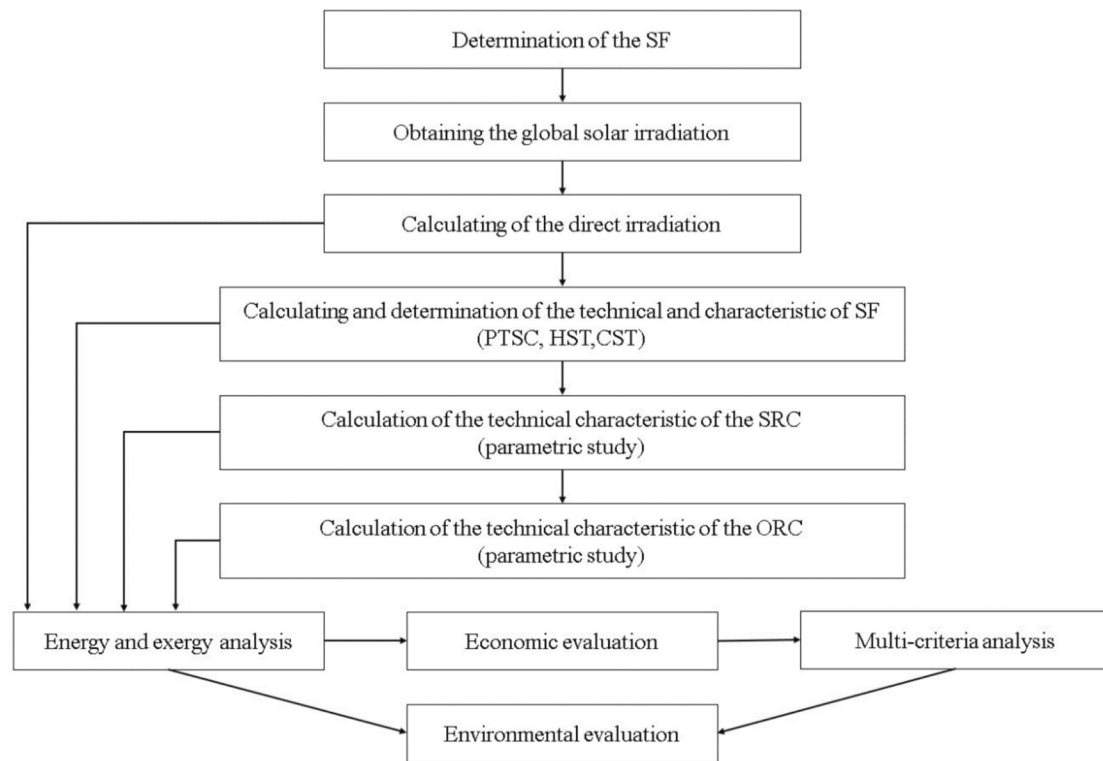 Determination of the SF
Obtaining the global solar irradiation
Calculating of the direct irradiation
Calculating and determination of the technical and characteristic of SF
(PTSC, HST,CST)
Calculation of the technical characteristic of the SRC
(parametric study)
Calculation of the technical characteristic of the ORC
(parametric study)
Energy and exergy analysis
Economic evaluation
Multi-criteria analysis
Environmental evaluation